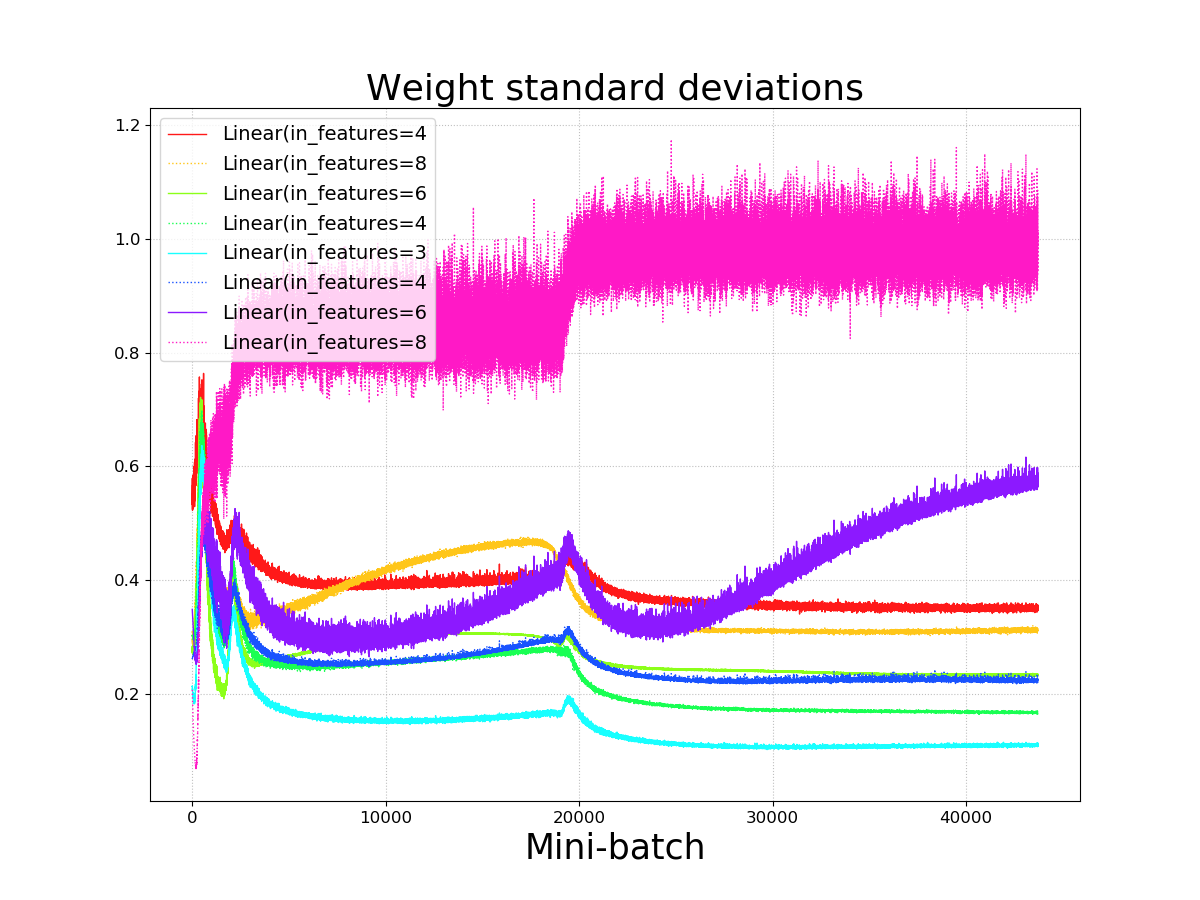 Weight standard deviations
1.2
1.0
0.8
0.6
0.4
0.2
Linear(in_features=4
Linear(in_features=8
Linear(in_features=6
Linear(in_features=4
Linear(in_features=3
Linear(in_features=4
Linear(in_features=6
Linear(in_features=8
0 10000 20000 30000 40000
Mini-batch